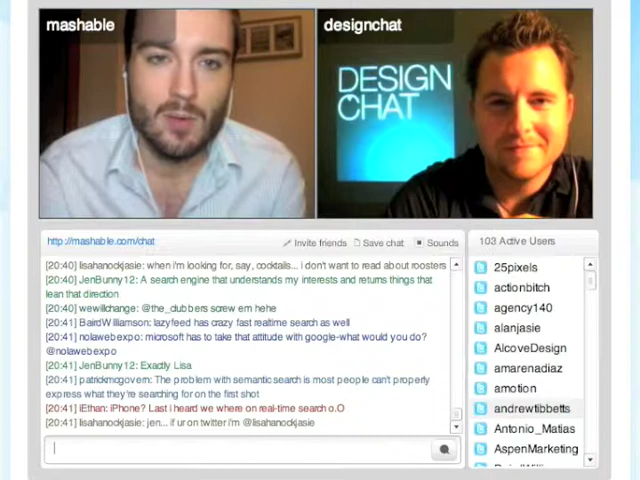 mashable
designchat
DESIGN
CHAT
http://mashable.com/chat
Invite friends
Save chat
Sounds
103 Active Users
[20:40] lisahanockjasie: when i'm looking for, say, cocktails... i don't want to read about roosters
[20:40] JenBunny12: A search engine that understands my interests and returns things that
lean that direction
[20:40] wewillchange: @the_clubbers screw em hehe
[20:41] BairdWilliamson: lazyfeed has crazy fast realtime search as well
[20:41] nolawebexpo: microsoft has to take that attitude with google-what would you do?
@nolawebexpo
[20:41] JenBunny12: Exactly Lisa
[20:41] patrickmcgovern: The problem with semantic search is most people can't properly
express what they're searching for on the first shot
[20:41] iEthan: iPhone? Last i heard we where on real-time search o.O
[20:41] lisahanockjasie: jen... if ur on twitter i'm @lisahanockjasie
25pixels
actionbitch
agency140
alanjasie
AlcoveDesign
amarenadiaz
amotion
andrewtibbetts
Antonio_Matias
AspenMarketing